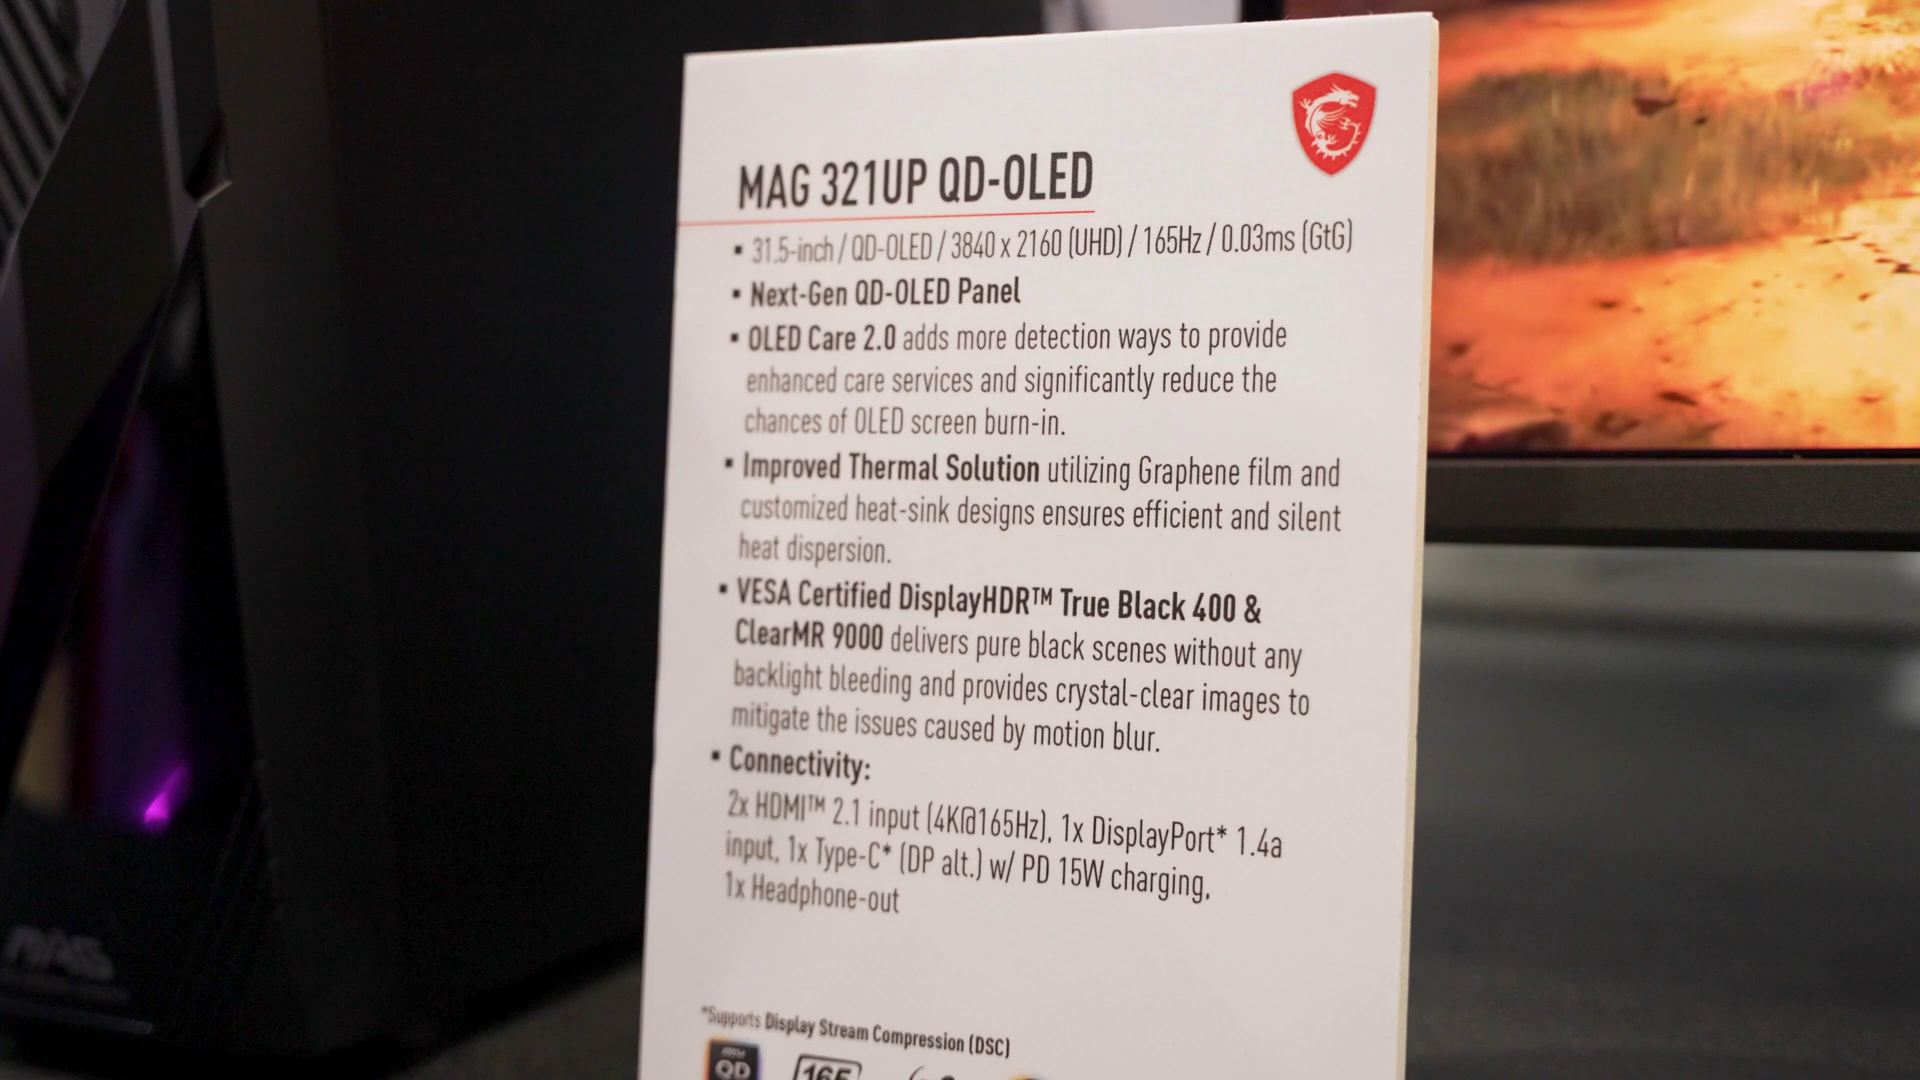 MAG 321UP QD-OLED
▪ 31.5-inch / QD-OLED / 3840 x 2160 (UHD) / 165Hz / 0.03ms (GtG)
▪ Next-Gen QD-OLED Panel
▪ OLED Care 2.0 adds more detection ways to provide
enhanced care services and significantly reduce the
chances of OLED screen burn-in.
▪ Improved Thermal Solution utilizing Graphene film and
customized heat-sink designs ensures efficient and silent
heat dispersion.
▪ VESA Certified DisplayHDR™ True Black 400 &
ClearMR 9000 delivers pure black scenes without any
backlight bleeding and provides crystal-clear images to
mitigate the issues caused by motion blur.
▪ Connectivity:
2x HDMI™ 2.1 input (4K@165Hz), 1x DisplayPort* 1.4a
input, 1x Type-C* (DP alt.) w/ PD 15W charging,
1x Headphone-out
*Supports Display Stream Compression (DSC)
QD
165
MAG